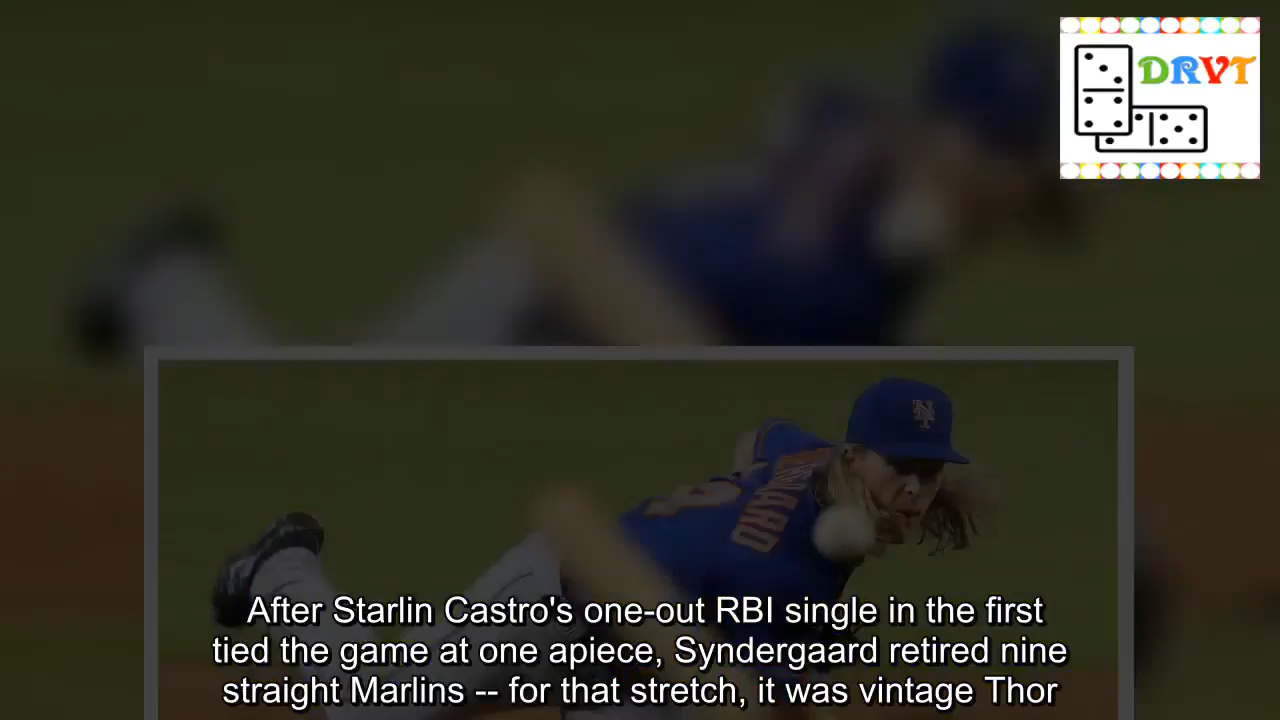 DRVT
After Starlin Castro's one-out RBI single in the first
tied the game at one apiece, Syndergaard retired nine
straight Marlins -- for that stretch, it was vintage Thor